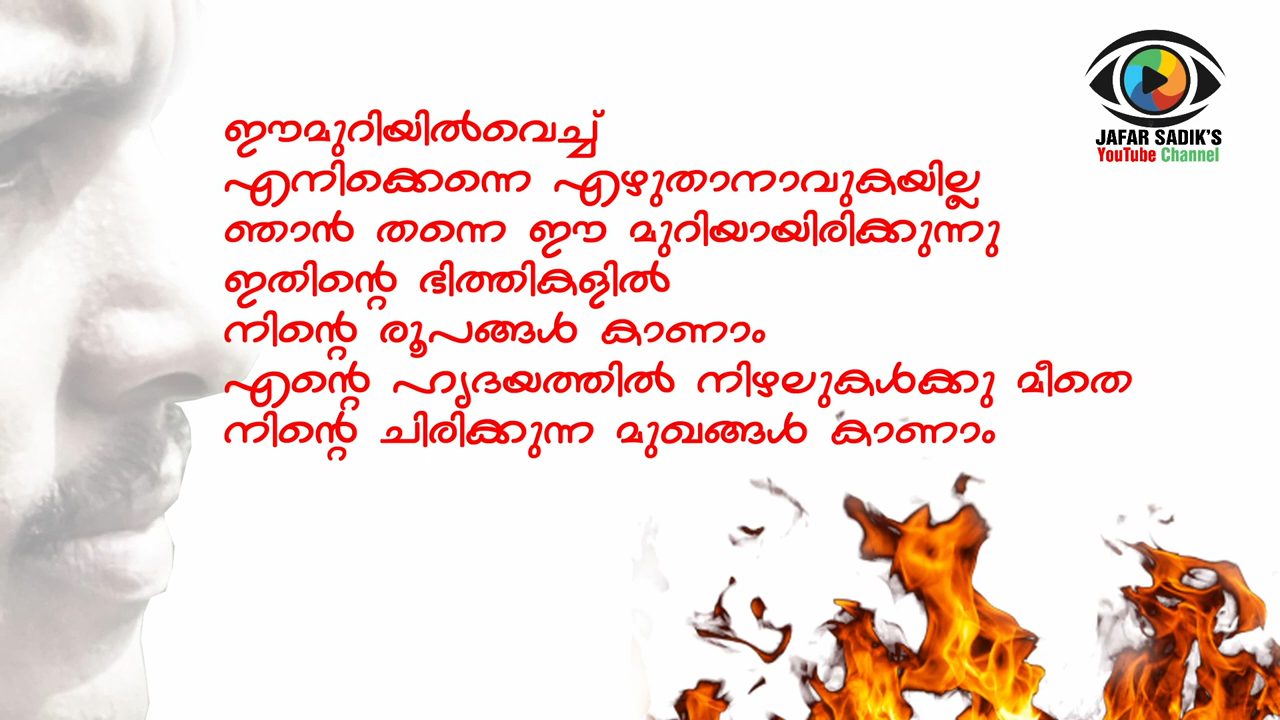 ഈമുറിയിൽവെച്ച്
എനിക്കെന്നെ എഴുതാനാവുകയില്ല
ഞാൻ തന്നെ ഈ മുറിയായിരിക്കുന്നു
ഇതിന്റെ ഭിത്തികളിൽ
നിന്റെ രൂപങ്ങൾ കാണാം
എന്റെ ഹൃദയത്തിൽ നിഴലുകൾക്കു മീതെ
നിന്റെ ചിരിക്കുന്ന മുഖങ്ങൾ കാണാം
JAFAR SADIK'S
YouTube Channel